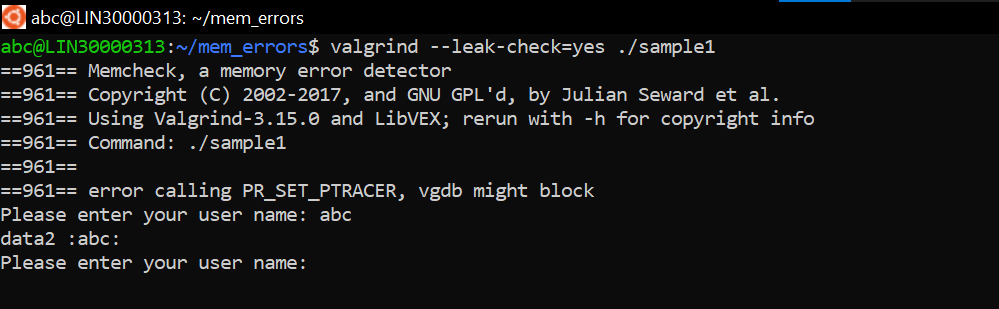 abc@LIN30000313: ~/mem_errors
abc@LIN30000313:~/mem_errors$ valgrind --leak-check=yes ./sample1
==961== Memcheck, a memory error detector
==961== Copyright (C) 2002-2017, and GNU GPL'd, by Julian Seward et al.
==961== Using Valgrind-3.15.0 and LibVEX; rerun with -h for copyright info
==961== Command: ./sample1
==961==
==961== error calling PR_SET_PTRACER, vgdb might block
Please enter your user name: abc
data2 :abc:
Please enter your user name: